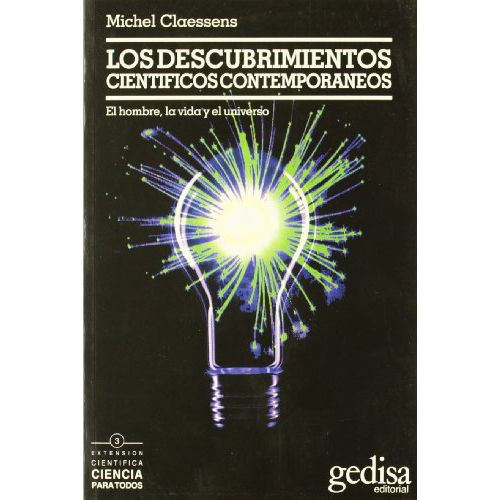 Michel Claessens
LOS DESCUBRIMIENTOS
CIENTIFICOS CONTEMPORANEOS
El hombre, la vida y el universo
3
EXTENSION
CIENTIFICA
CIENCIA
PARA TODOS
gedisa
editorial